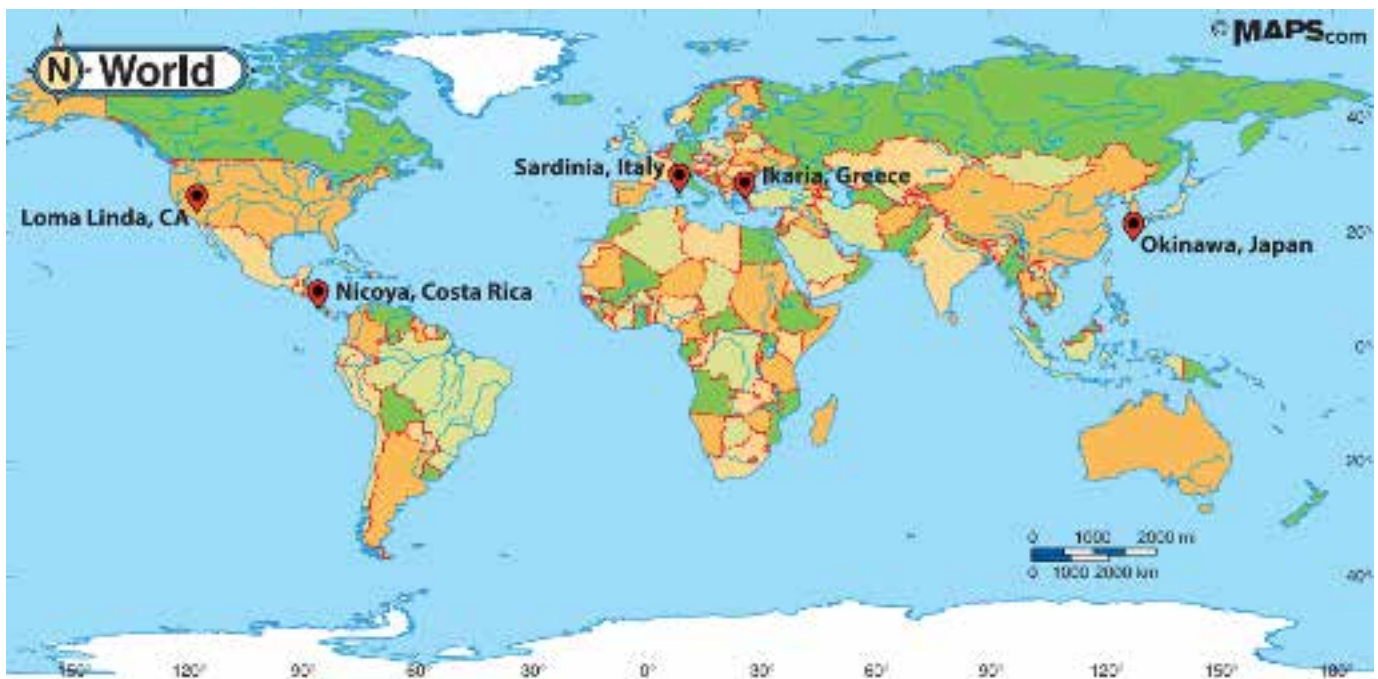 © MAPS.com
N World
40°
Sardinia, Italy
Ikaria, Greece
Loma Linda, CA
20°
Okinawa, Japan
Nicoya, Costa Rica
0°
20°
0 1000 2000 mi
0 1000 2000 km
40°
150° 120° 90° 60° 30° 0 30° 60° 90° 120° 150° 180°